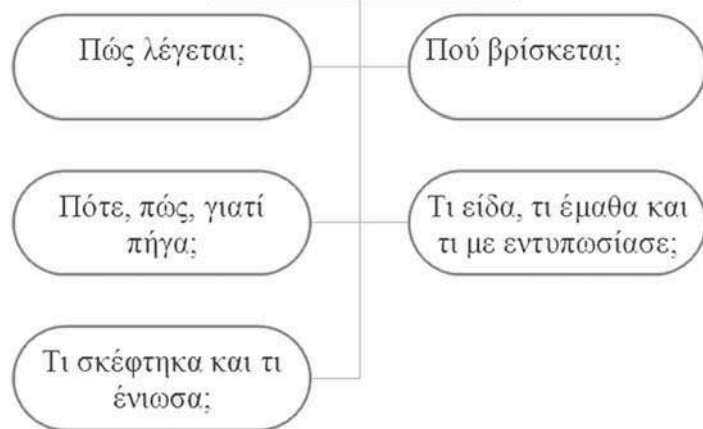 Πώς λέγεται;
Πού βρίσκεται;
Πότε, πώς, γιατί
πήγα;
Τι είδα, τι έμαθα και
τι με εντυπωσίασε;
Τι σκέφτηκα και τι
ένιωσα;